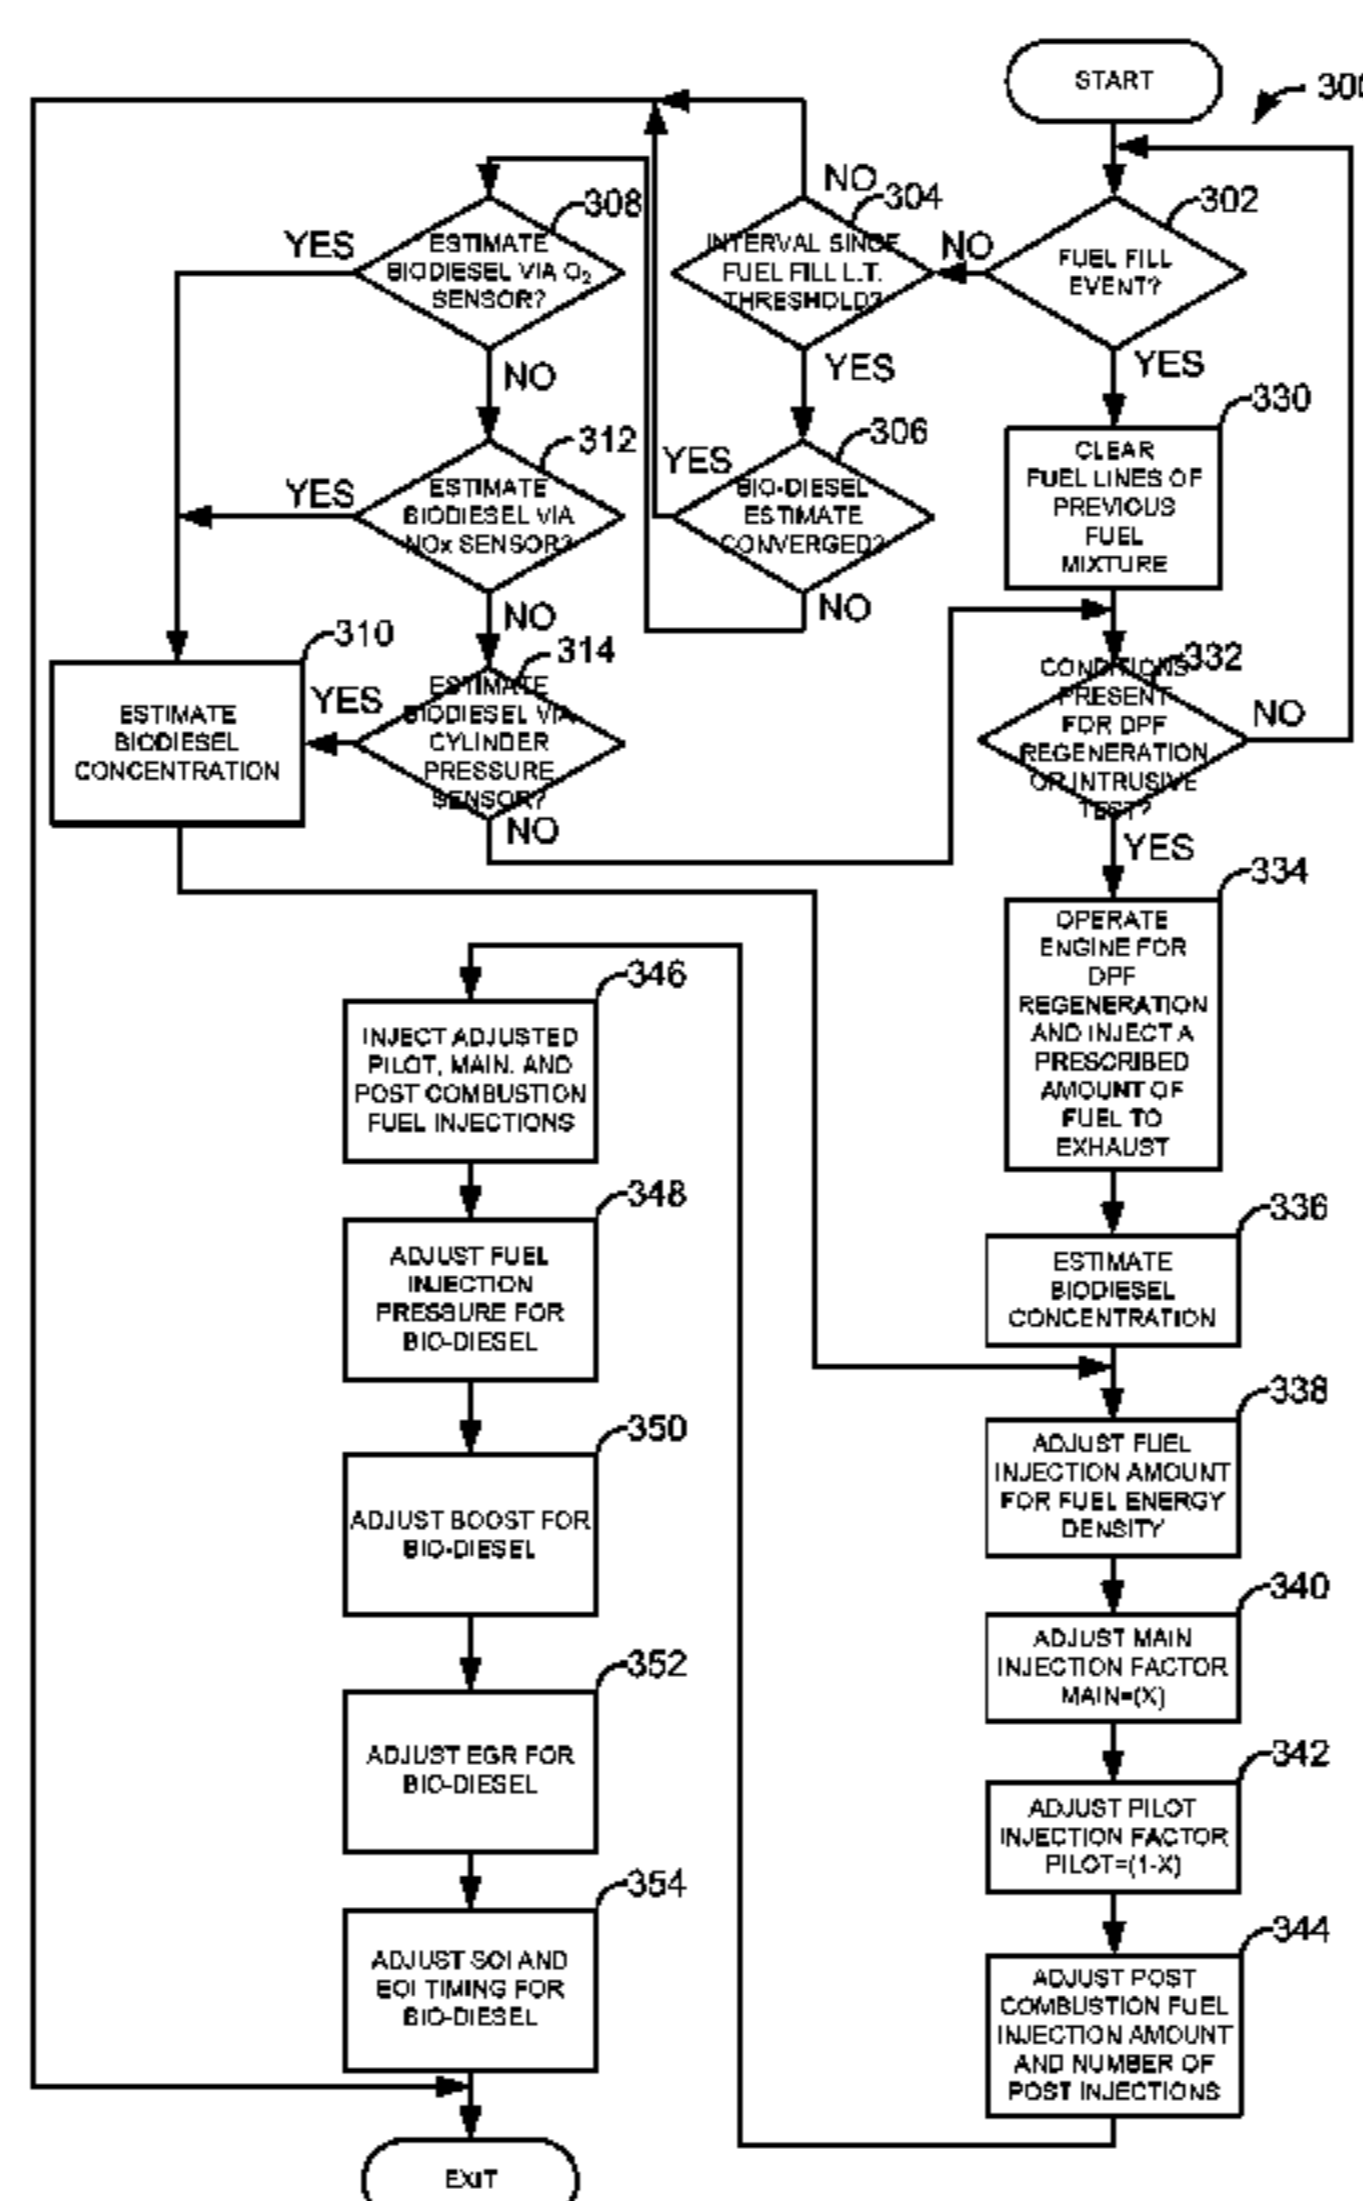 START
300
NO
304
302
308
YES
ESTIMATE
BIODIESEL VIA O2
SENSOR?
INTERVAL SINCE
FUEL FILL L.T.
THRESHOLD?
NO
FUEL FILL
EVENT?
NO
YES
YES
330
312
306
YES
ESTIMATE
BIODIESEL VIA
NOx SENSOR?
YES
BIO-DIESEL
ESTIMATE
CONVERGED?
CLEAR
FUEL LINES OF
PREVIOUS
FUEL
MIXTURE
NO
NO
310
314
332
ESTIMATE
BIODIESEL
CONCENTRATION
YES
ESTIMATE
BIODIESEL VIA
CYLINDER
PRESSURE
SENSOR?
CONDITIONS
PRESENT
FOR DPF
REGENERATION
OR INTRUSIVE
TEST?
NO
NO
YES
334
OPERATE
ENGINE FOR
DPF
REGENERATION
AND INJECT A
PRESCRIBED
AMOUNT OF
FUEL TO
EXHAUST
346
INJECT ADJUSTED
PILOT, MAIN, AND
POST COMBUSTION
FUEL INJECTIONS
348
336
ADJUST FUEL
INJECTION
PRESSURE FOR
BIO-DIESEL
ESTIMATE
BIODIESEL
CONCENTRATION
338
350
ADJUST FUEL
INJECTION AMOUNT
FOR FUEL ENERGY
DENSITY
ADJUST BOOST FOR
BIO-DIESEL
340
ADJUST MAIN
INJECTION FACTOR
MAIN=(X)
352
ADJUST EGR FOR
BIO-DIESEL
342
ADJUST PILOT
INJECTION FACTOR
PILOT=(1-X)
354
344
ADJUST SOI AND
EOI TIMING FOR
BIO-DIESEL
ADJUST POST
COMBUSTION FUEL
INJECTION AMOUNT
AND NUMBER OF
POST INJECTIONS
EXIT